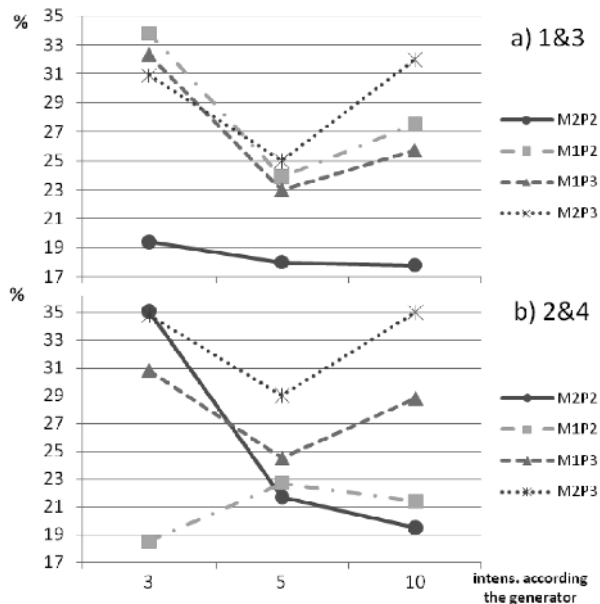 %
35
33
31
29
27
25
23
21
19
17
a) 1&3
M2P2
M1P2
M1P3
M2P3
%
35
33
31
29
27
25
23
21
19
17
b) 2&4
M2P2
M1P2
M1P3
M2P3
3 5 10
intens. according
the generator